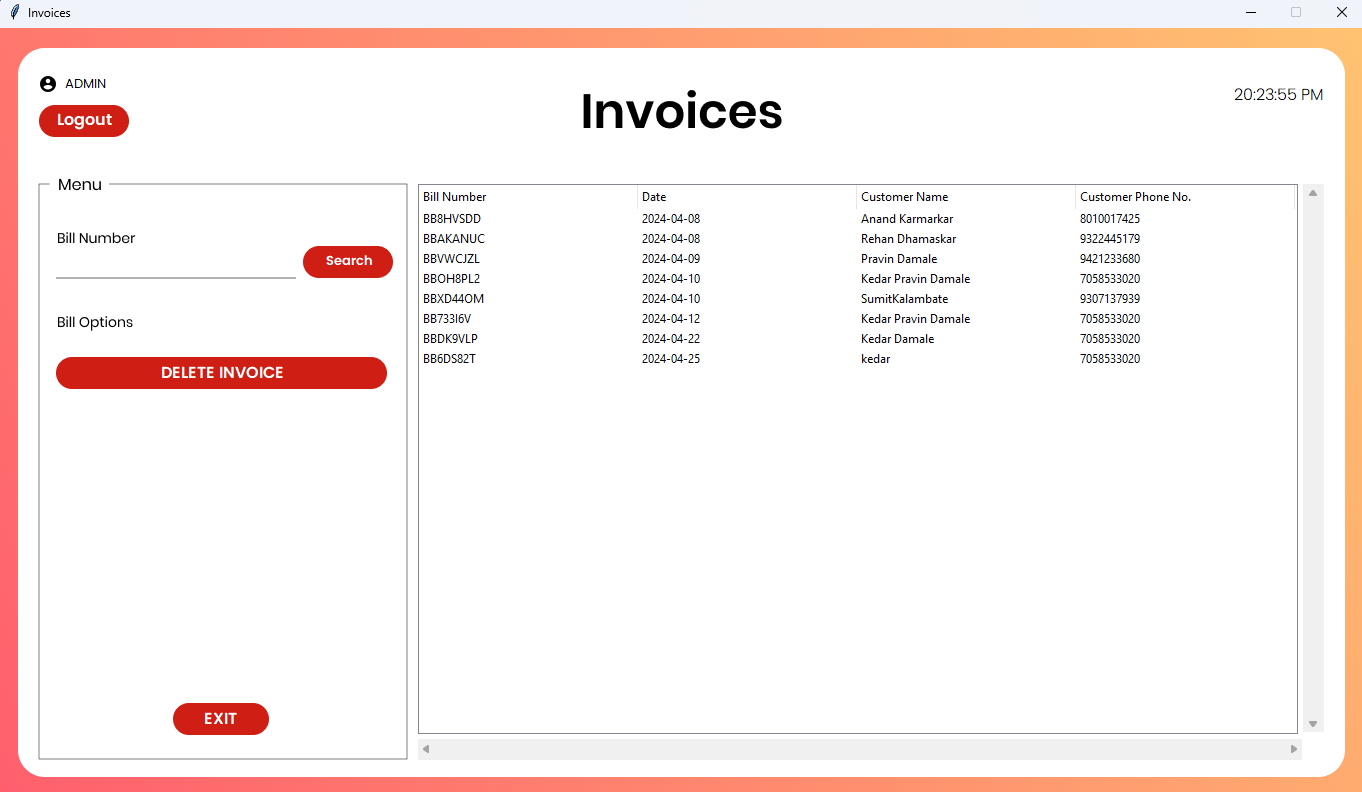 Invoices
ADMIN
Logout
Invoices
20:23:55 PM
Menu
Bill Number
Search
Bill Options
DELETE INVOICE
EXIT
Bill Number Date Customer Name Customer Phone No.
BB8HVSDD 2024-04-08 Anand Karmarkar 8010017425
BBAKANUC 2024-04-08 Rehan Dhamaskar 9322445179
BBVWCJZL 2024-04-09 Pravin Damale 9421233680
BBOH8PL2 2024-04-10 Kedar Pravin Damale 7058533020
BBXD44OM 2024-04-10 SumitKalambate 9307137939
BB733I6V 2024-04-12 Kedar Pravin Damale 7058533020
BBDK9VLP 2024-04-22 Kedar Damale 7058533020
BB6DS82T 2024-04-25 kedar 7058533020